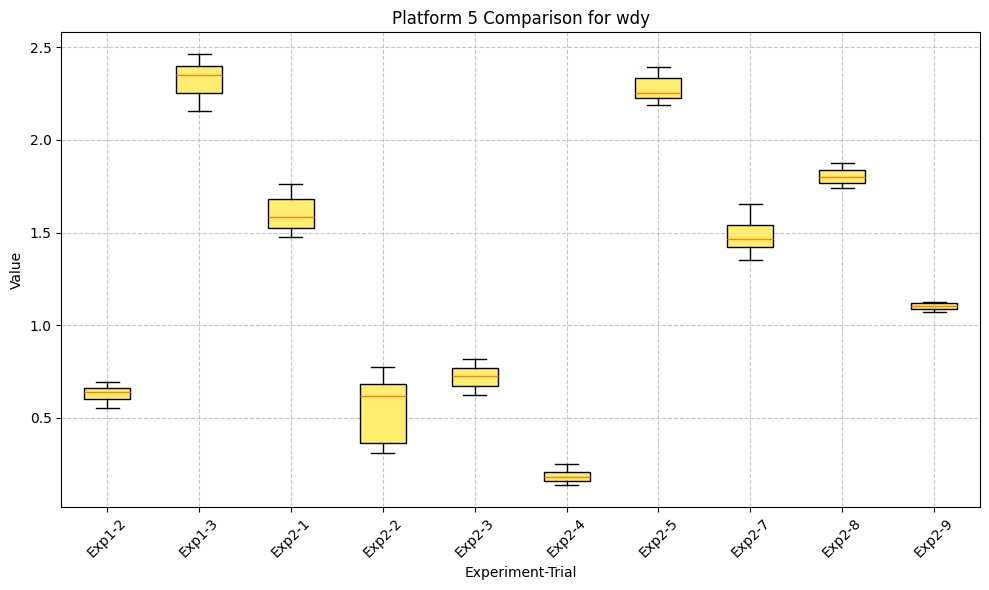 Platform 5 Comparison for wdy
Value
2.5
2.0
1.5
1.0
0.5
Exp1-2
Exp1-3
Exp2-1
Exp2-2
Exp2-3
Exp2-4
Exp2-5
Exp2-7
Exp2-8
Exp2-9
Experiment-Trial